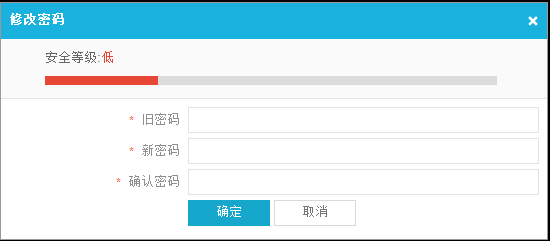 修改密码 ×
安全等级:低
* 旧密码
* 新密码
* 确认密码
确定 取消